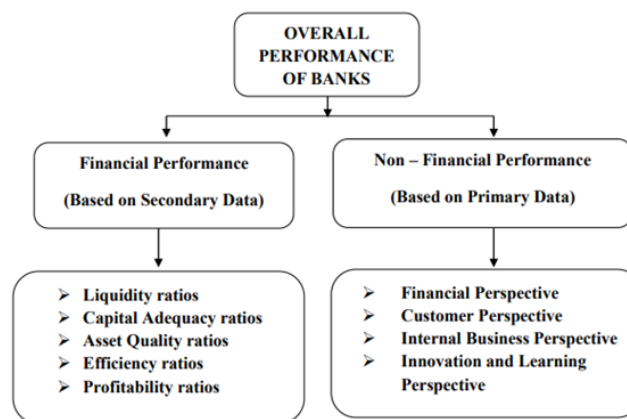 OVERALL
PERFORMANCE
OF BANKS
Financial Performance
(Based on Secondary Data)
Non – Financial Performance
(Based on Primary Data)
➢ Liquidity ratios
➢ Capital Adequacy ratios
➢ Asset Quality ratios
➢ Efficiency ratios
➢ Profitability ratios
➢ Financial Perspective
➢ Customer Perspective
➢ Internal Business Perspective
➢ Innovation and Learning
Perspective